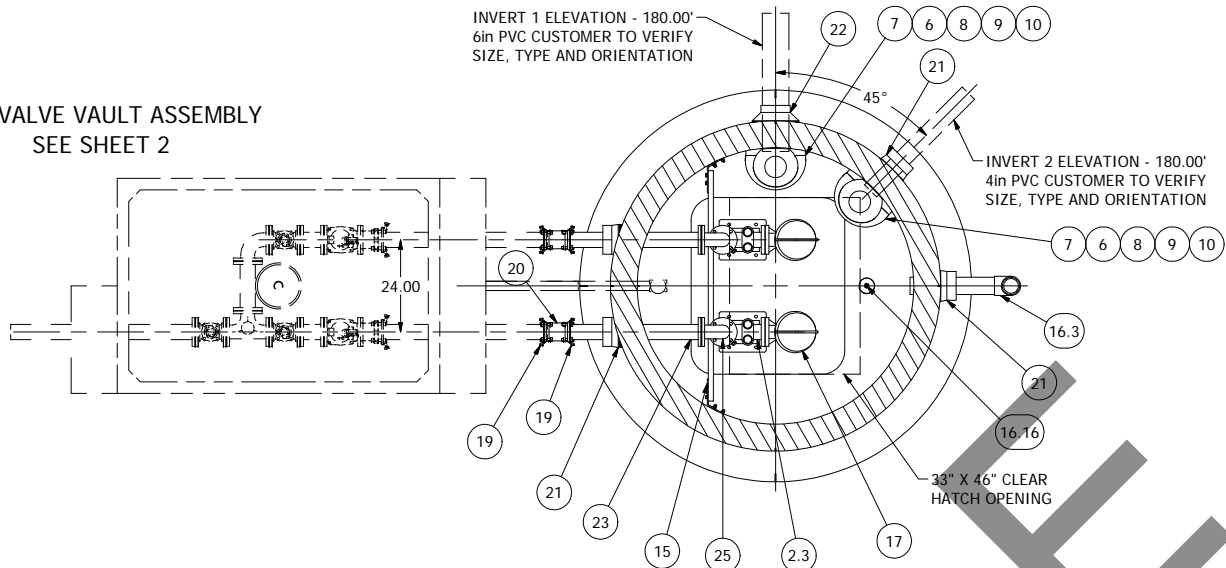 INVERT 1 ELEVATION - 180.00'
6in PVC CUSTOMER TO VERIFY
SIZE, TYPE AND ORIENTATION
22
7 6 8 9 10
21
45°
VALVE VAULT ASSEMBLY
SEE SHEET 2
INVERT 2 ELEVATION - 180.00'
4in PVC CUSTOMER TO VERIFY
SIZE, TYPE AND ORIENTATION
7 6 8 9 10
20
24.00
16.3
21
16.16
19
19
21
23
15
25
2.3
17
33" X 46" CLEAR
HATCH OPENING